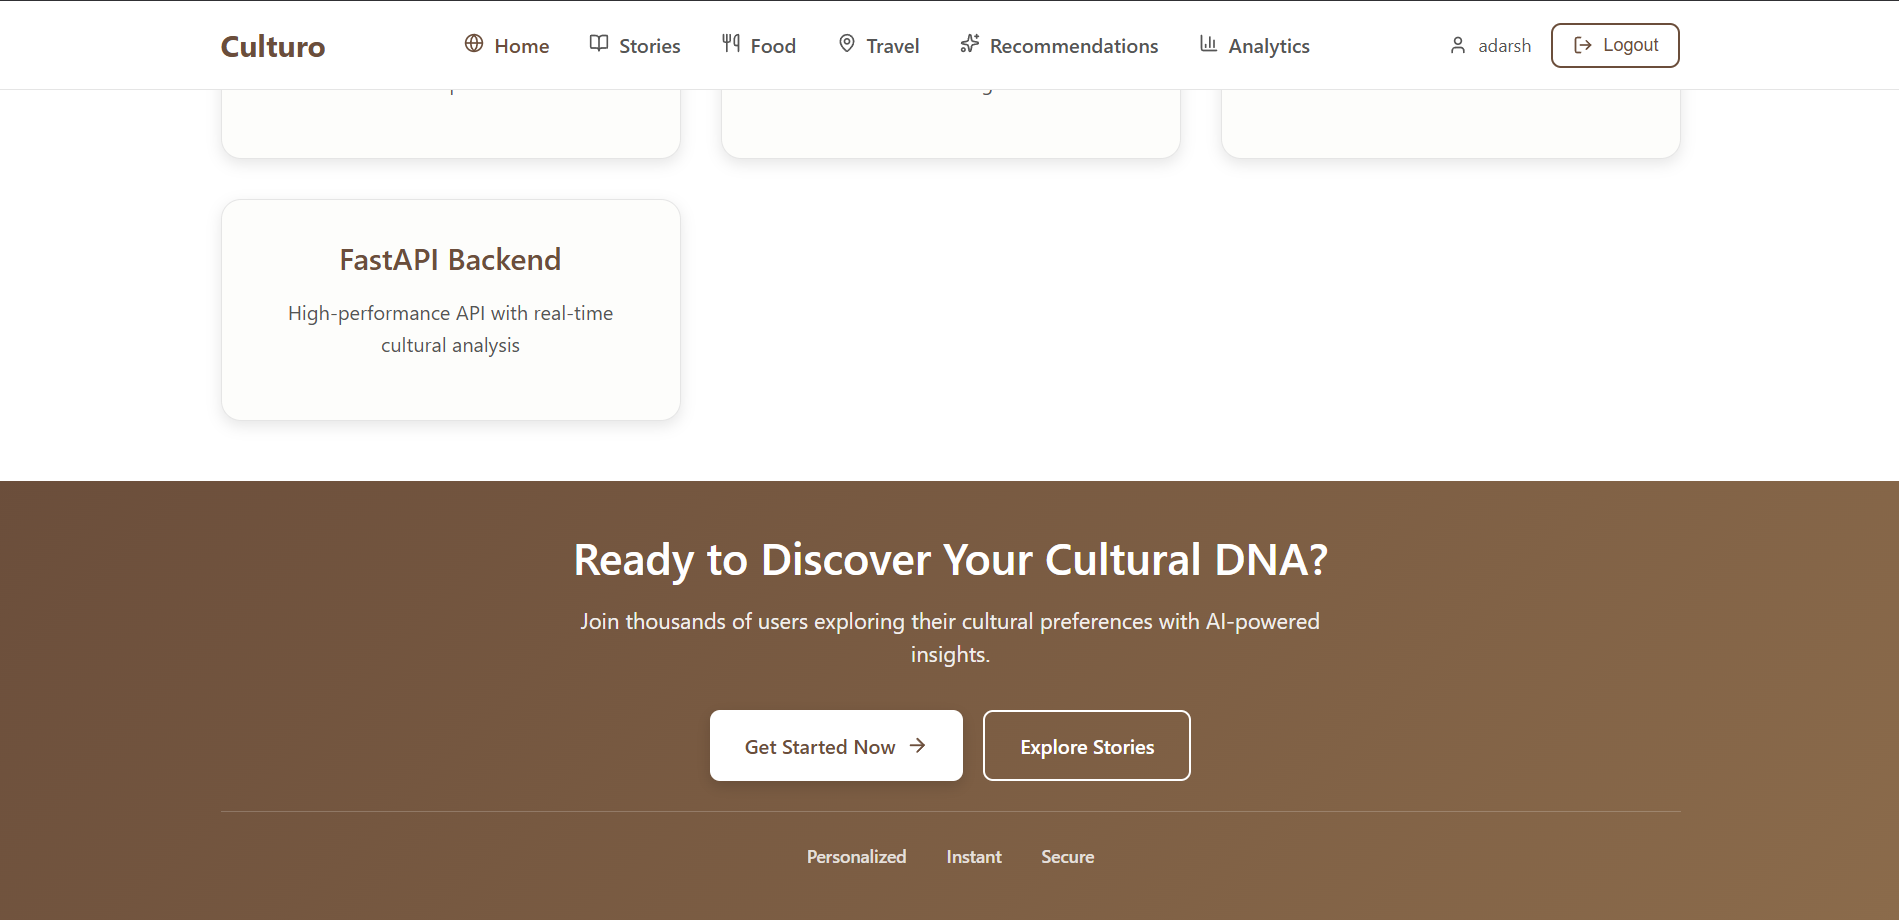 Culturo
Home
Stories
Food
Travel
Recommendations
Analytics
adarsh
Logout
FastAPI Backend
High-performance API with real-time
cultural analysis
Ready to Discover Your Cultural DNA?
Join thousands of users exploring their cultural preferences with AI-powered
insights.
Get Started Now
Explore Stories
Personalized
Instant
Secure